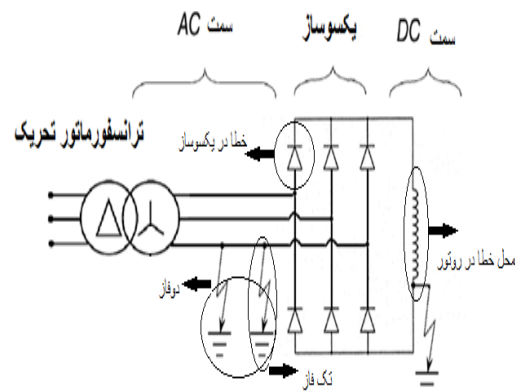 سمت AC
یکسوساز
سمت DC
ترانسفورماتور تحریک
خطا در یکسوساز
محل خطا در روتور
دوفاز
تک فاز